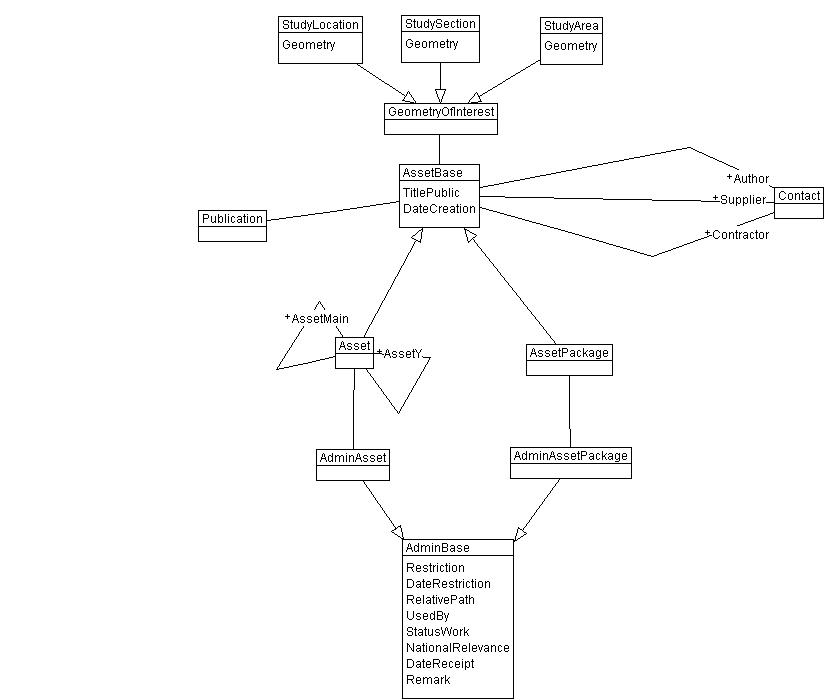 StudyLocation
Geometry
StudySection
Geometry
StudyArea
Geometry
GeometryOfInterest
AssetBase
TitlePublic
DateCreation
+Author
+Supplier
+Contractor
Contact
Publication
+AssetMain
Asset
+AssetY
AssetPackage
AdminAsset
AdminAssetPackage
AdminBase
Restriction
DateRestriction
RelativePath
UsedBy
StatusWork
NationalRelevance
DateReceipt
Remark